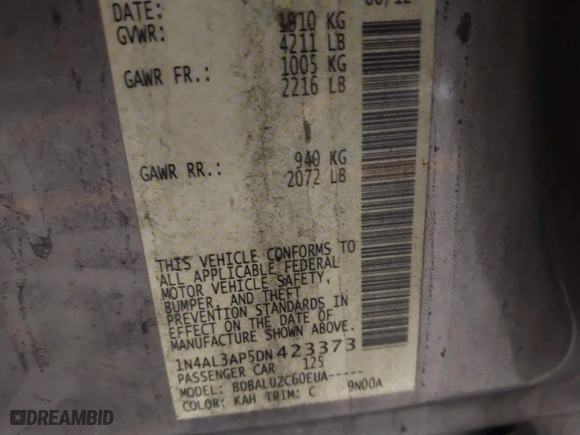 DATE:
GVWR: 1910 KG
4211 LB
GAWR FR.: 1005 KG
2216 LB
GAWR RR.: 940 KG
2072 LB
THIS VEHICLE CONFORMS TO
ALL APPLICABLE FEDERAL
MOTOR VEHICLE SAFETY,
BUMPER, AND THEFT
PREVENTION STANDARDS IN
EFFECT ON THE DATE OF
MANUFACTURE SHOWN ABOVE.
1N4AL3AP5DN423373
PASSENGER CAR 125
MODEL: BDBALUZC60EUA-----
COLOR: KAH TRIM: C 9N00A
DREAMBID